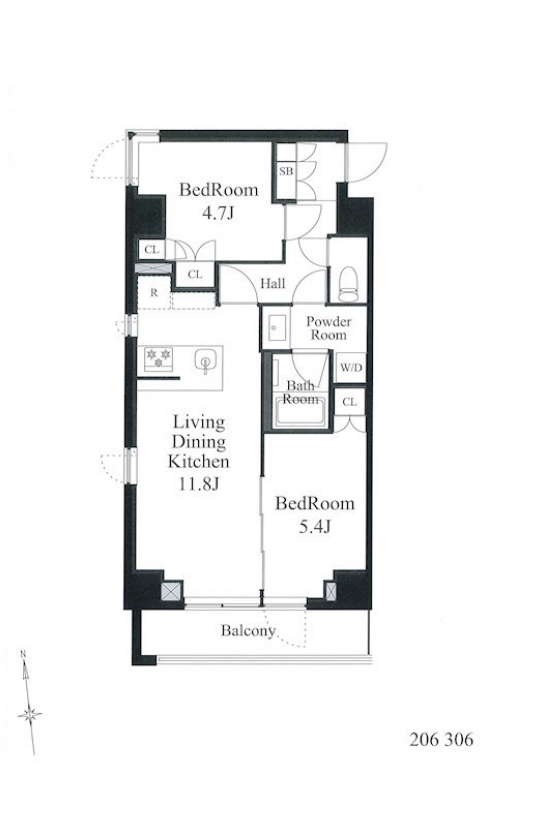 SB
BedRoom
4.7J
CL
CL
Hall
R
Powder
Room
W/D
Bath
Room
CL
Living
Dining
Kitchen
11.8J
BedRoom
5.4J
Balcony
N
206 306